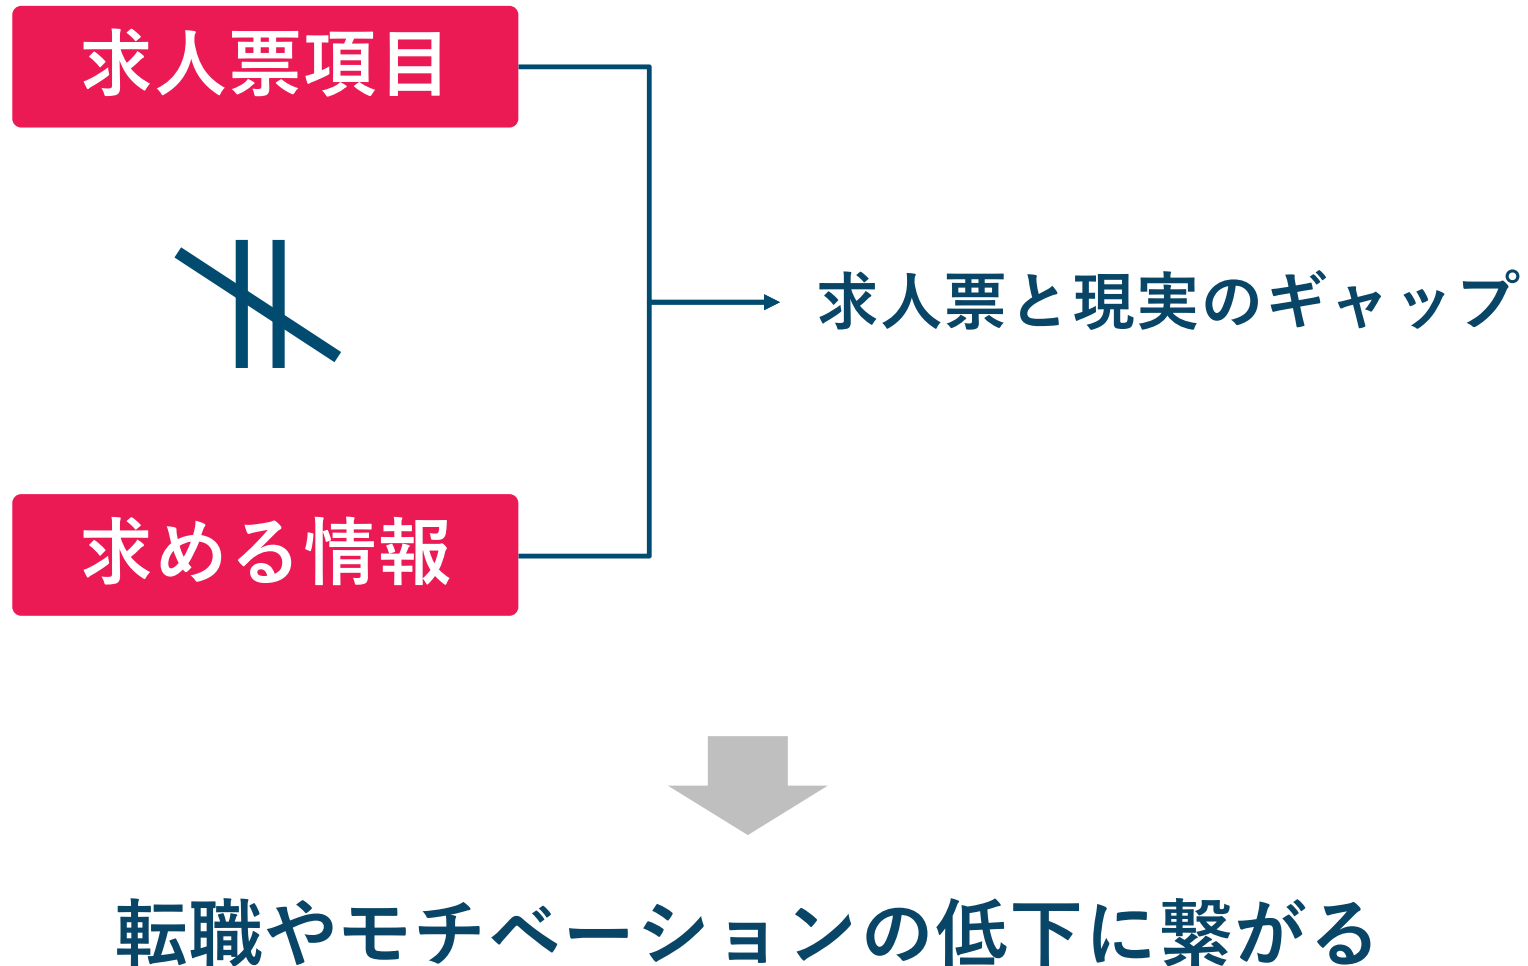 求人票項目
求人票と現実のギャップ
求める情報
転職やモチベーションの低下に繋がる